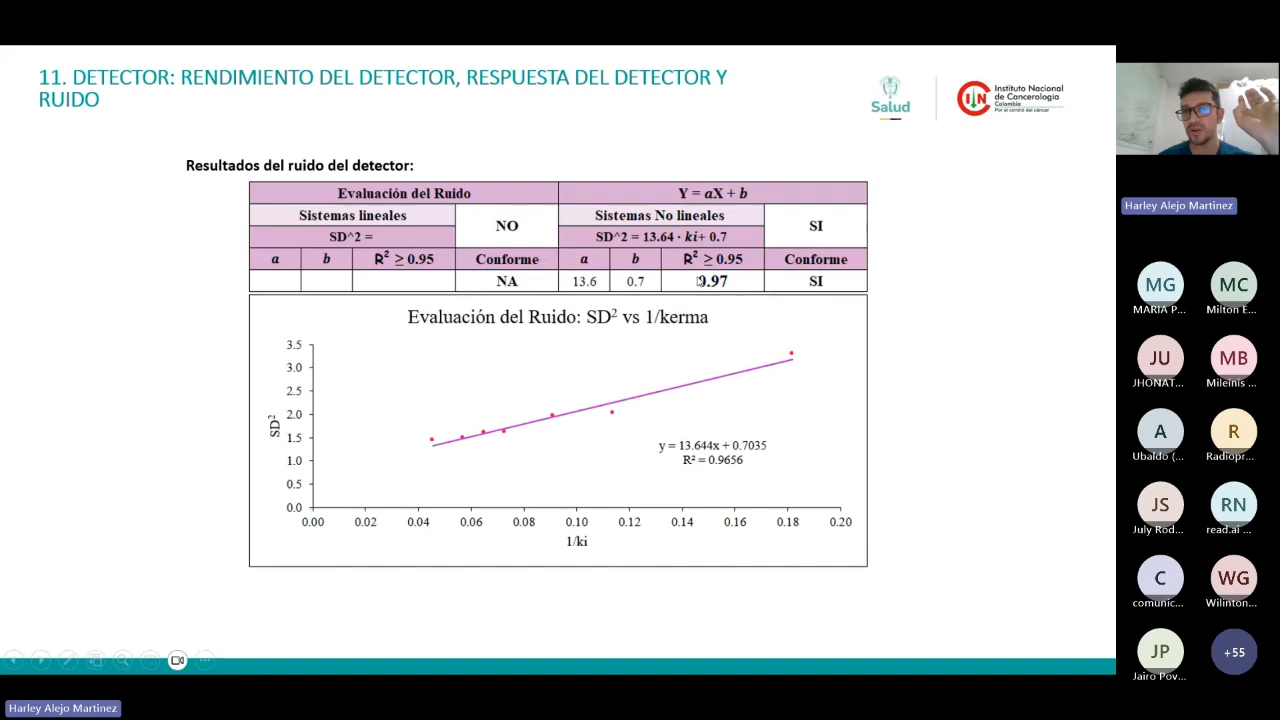 11. DETECTOR: RENDIMIENTO DEL DETECTOR, RESPUESTA DEL DETECTOR Y
RUIDO
Salud
Instituto Nacional
de Cancerología
Colombia
Por el control del cáncer
Resultados del ruido del detector:
Evaluación del Ruido
Y = aX + b
Sistemas lineales
NO
Sistemas No lineales
SI
SD^2 =
SD^2 = 13.64 · ki+ 0.7
a
b
R² ≥ 0.95
Conforme
a
b
R² ≥ 0.95
Conforme
NA
13.6
0.7
0.97
SI
Evaluación del Ruido: SD² vs 1/kerma
3.5
3.0
2.5
2.0
1.5
1.0
0.5
0.0
SD²
y = 13.644x + 0.7035
R² = 0.9656
0.00 0.02 0.04 0.06 0.08 0.10 0.12 0.14 0.16 0.18 0.20
1/ki
Harley Alejo Martinez
MG
MARIA P...
MC
Milton E...
JU
JHONAT...
MB
Mileinis ...
A
Ubaldo (...
R
Radiopr...
JS
July Rod...
RN
read.ai ...
C
comunic...
WG
Wilinton...
JP
Jairo Pov...
+55
Harley Alejo Martinez